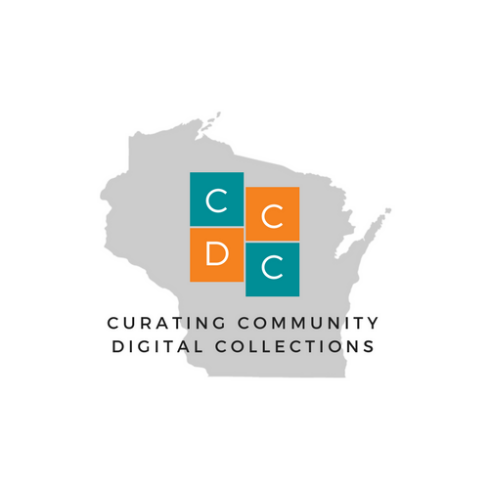 C C
D C
CURATING COMMUNITY
DIGITAL COLLECTIONS